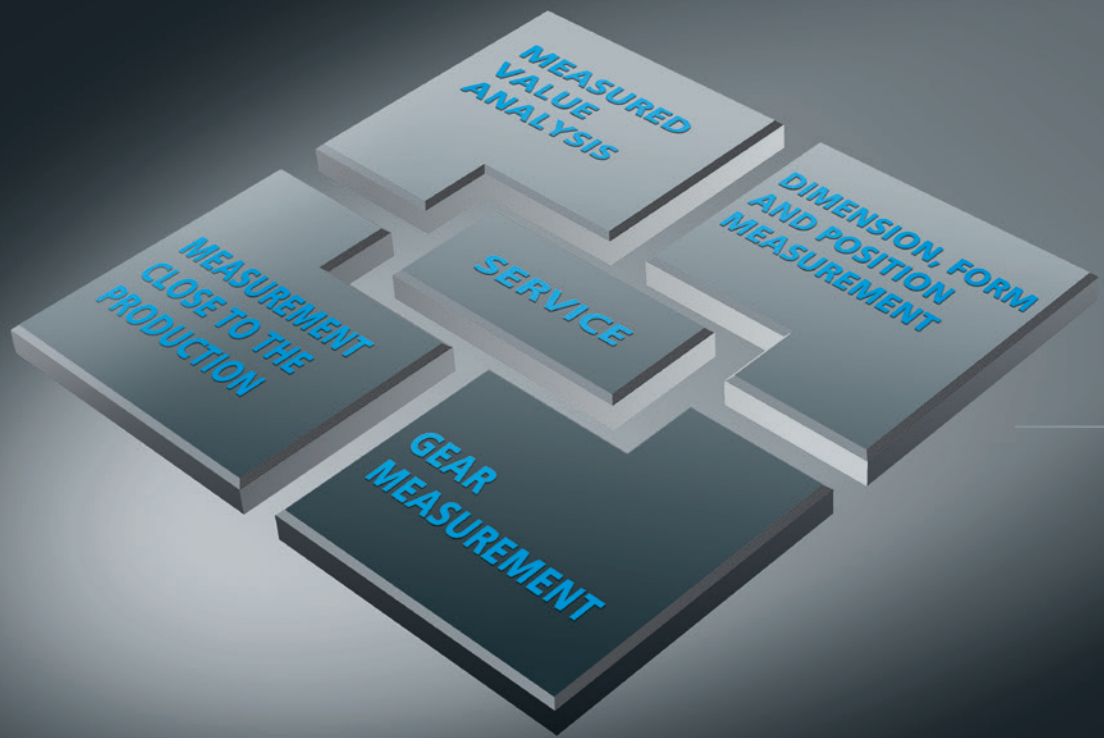 MEASURED
VALUE
ANALYSIS
DIMENSION, FORM
AND POSITION
MEASUREMENT
MEASUREMENT
CLOSE TO THE
PRODUCTION
SERVICE
GEAR
MEASUREMENT